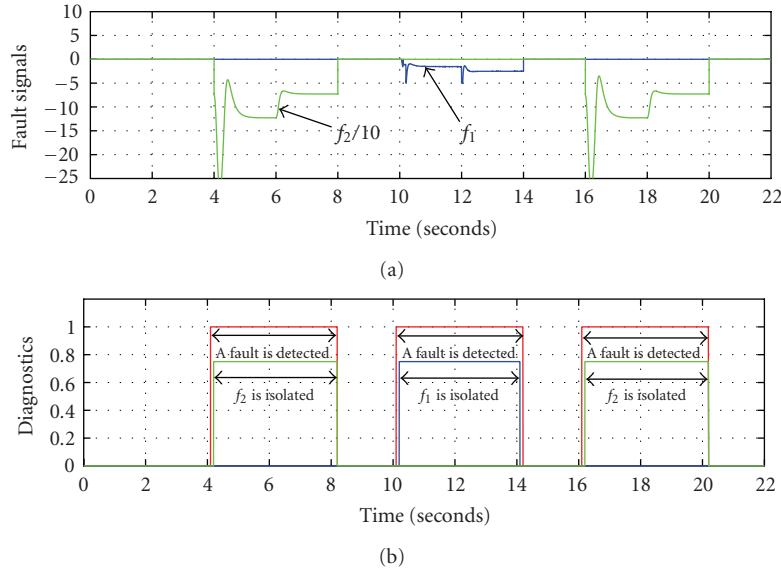 10
5
0
−5
−10
−15
−20
−25
Fault signals
f2/10
f1
0 2 4 6 8 10 12 14 16 18 20 22
Time (seconds)
(a)
1
0.8
0.6
0.4
0.2
0
Diagnostics
A fault is detected A fault is detected A fault is detected
f2 is isolated f1 is isolated f2 is isolated
0 2 4 6 8 10 12 14 16 18 20 22
Time (seconds)
(b)